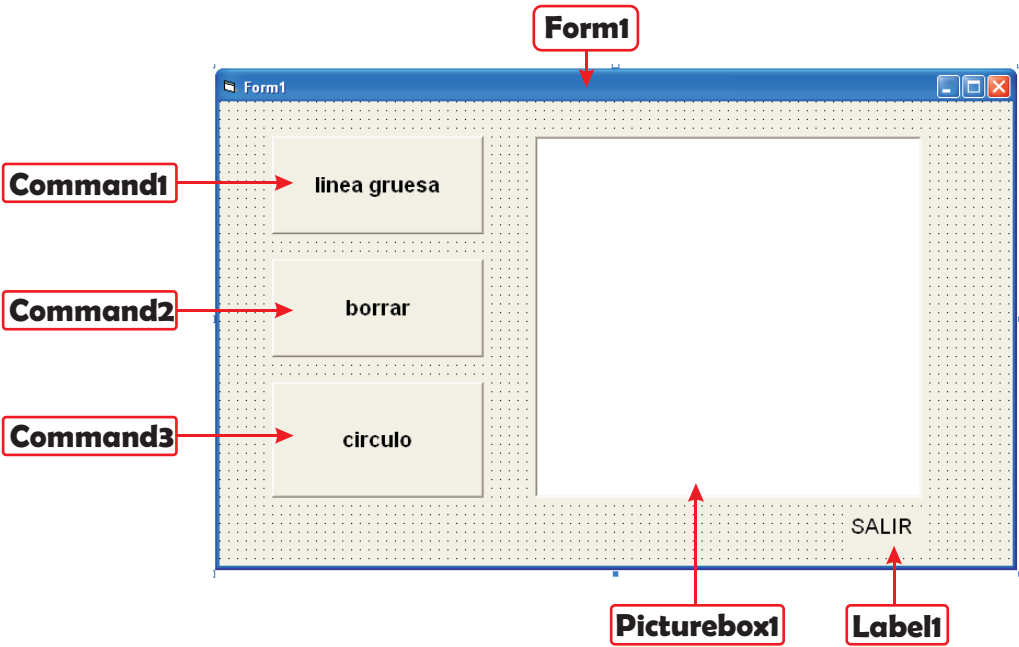 Form1
Form1
Command1
linea gruesa
Command2
borrar
Command3
circulo
SALIR
Picturebox1
Label1